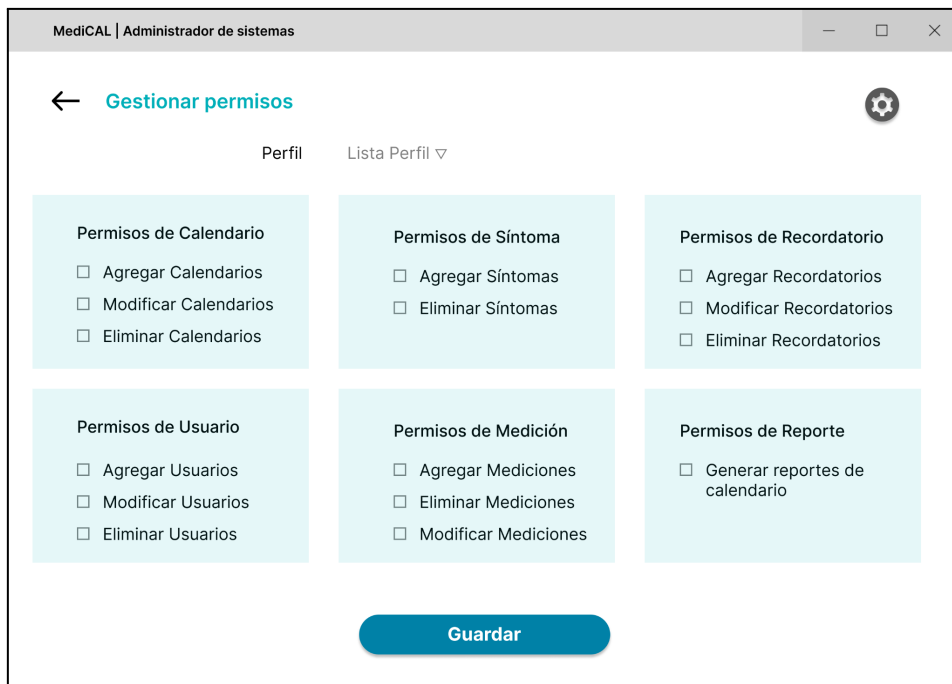 MediCAL | Administrador de sistemas
Gestionar permisos
Perfil Lista Perfil
Permisos de Calendario
Agregar Calendarios
Modificar Calendarios
Eliminar Calendarios
Permisos de Síntoma
Agregar Síntomas
Eliminar Síntomas
Permisos de Recordatorio
Agregar Recordatorios
Modificar Recordatorios
Eliminar Recordatorios
Permisos de Usuario
Agregar Usuarios
Modificar Usuarios
Eliminar Usuarios
Permisos de Medición
Agregar Mediciones
Eliminar Mediciones
Modificar Mediciones
Permisos de Reporte
Generar reportes de
calendario
Guardar